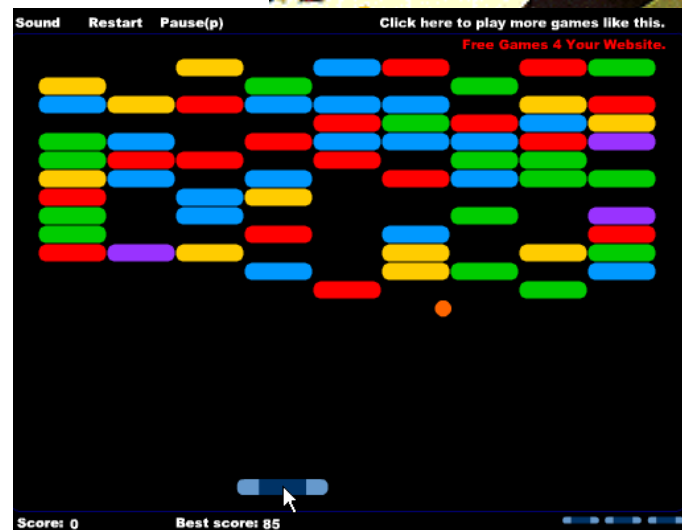 Sound Restart Pause(p) Click here to play more games like this.
Free Games 4 Your Website.
Score: 0 Best score: 85